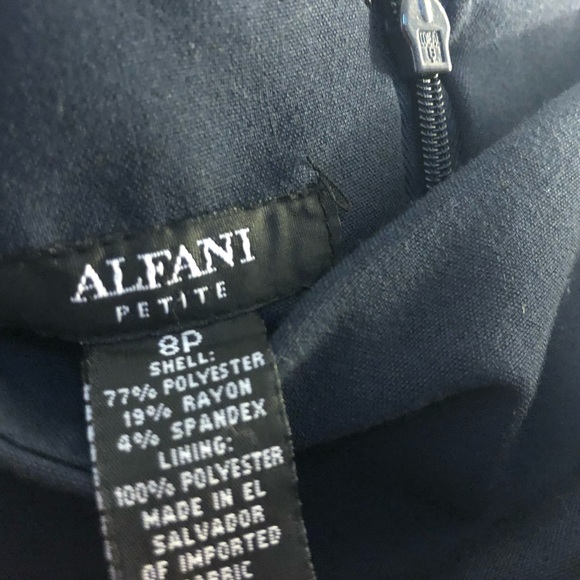 ALFANI
PETITE
8P
SHELL:
77% POLYESTER
19% RAYON
4% SPANDEX
LINING:
100% POLYESTER
MADE IN EL
SALVADOR
OF IMPORTED